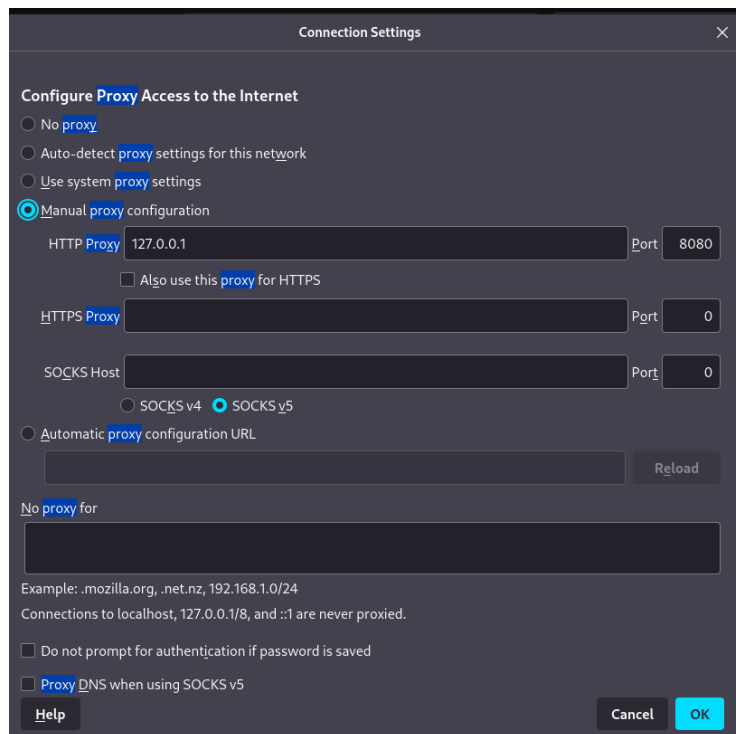 Connection Settings
Configure Proxy Access to the Internet
No proxy
Auto-detect proxy settings for this network
Use system proxy settings
Manual proxy configuration
HTTP Proxy 127.0.0.1 Port 8080
Also use this proxy for HTTPS
HTTPS Proxy Port 0
SOCKS Host Port 0
SOCKS v4 SOCKS v5
Automatic proxy configuration URL
Reload
No proxy for
Example: .mozilla.org, .net.nz, 192.168.1.0/24
Connections to localhost, 127.0.0.1/8, and ::1 are never proxied.
Do not prompt for authentication if password is saved
Proxy DNS when using SOCKS v5
Help Cancel OK